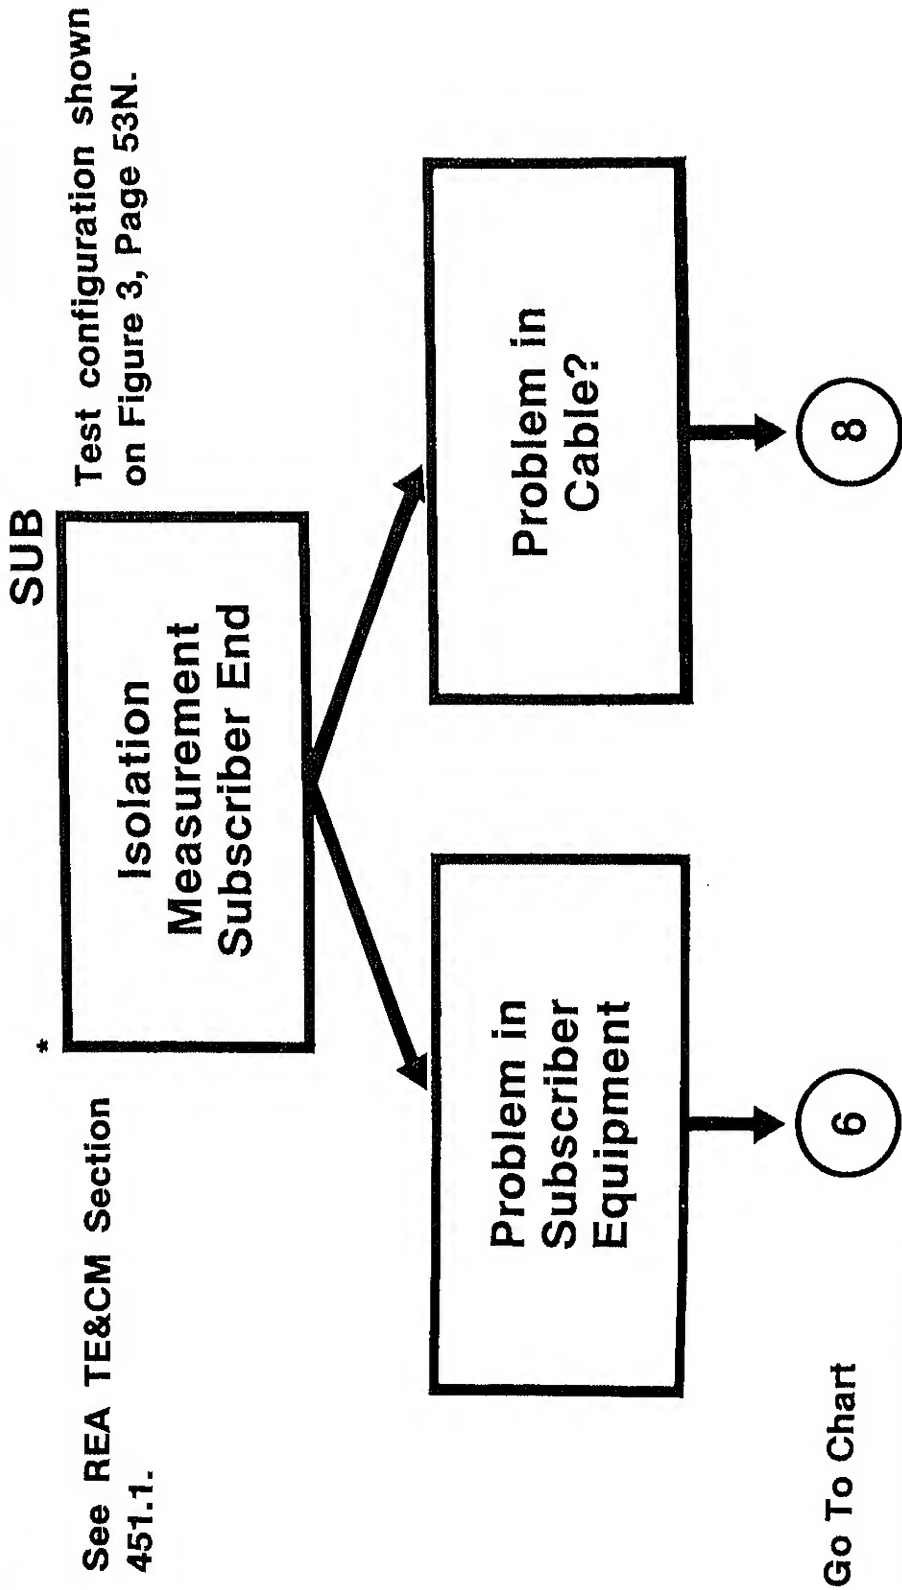 SUB
*
See REA TE&CM Section
451.1.
Isolation
Measurement
Subscriber End
Test configuration shown
on Figure 3, Page 53N.
Problem in
Subscriber
Equipment
Problem in
Cable?
Go To Chart
6
8